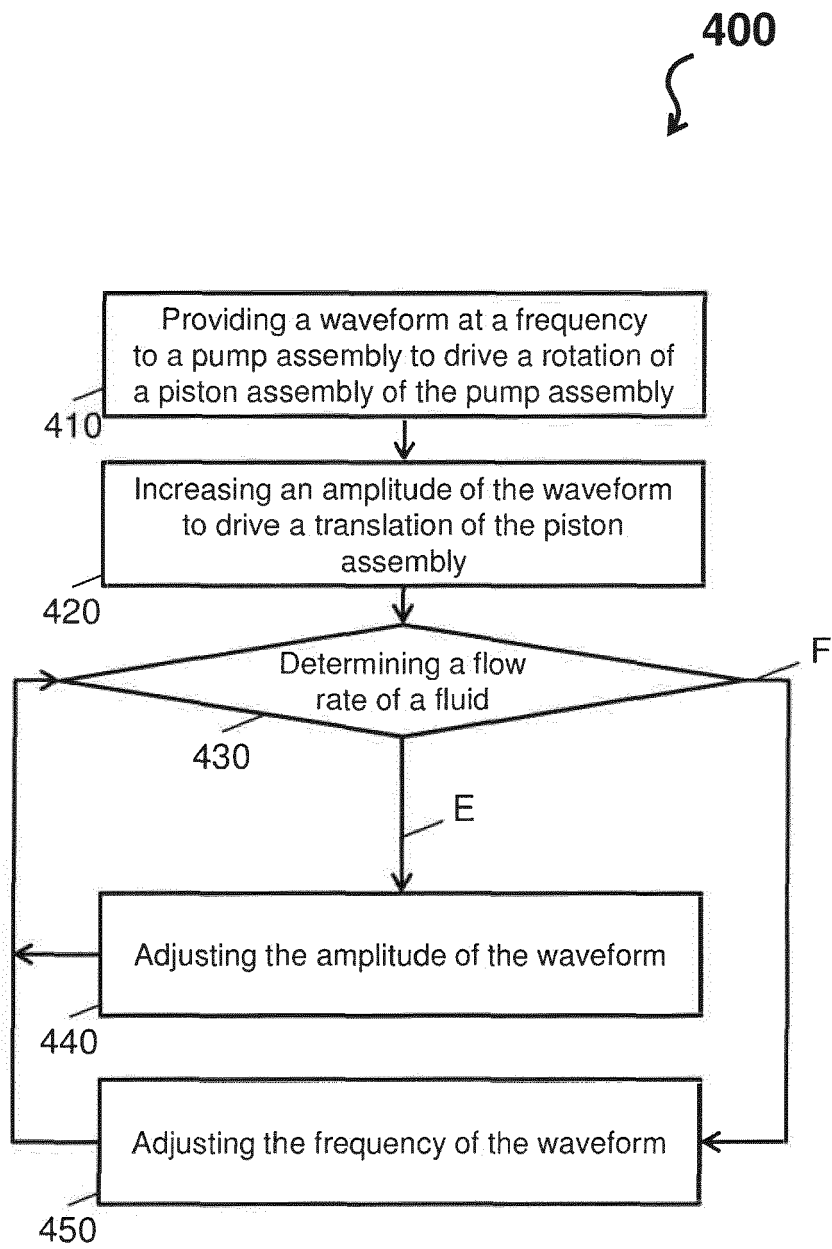 400
Providing a waveform at a frequency
to a pump assembly to drive a rotation of
a piston assembly of the pump assembly
410
Increasing an amplitude of the waveform
to drive a translation of the piston
assembly
420
Determining a flow
rate of a fluid
F
430
E
Adjusting the amplitude of the waveform
440
Adjusting the frequency of the waveform
450